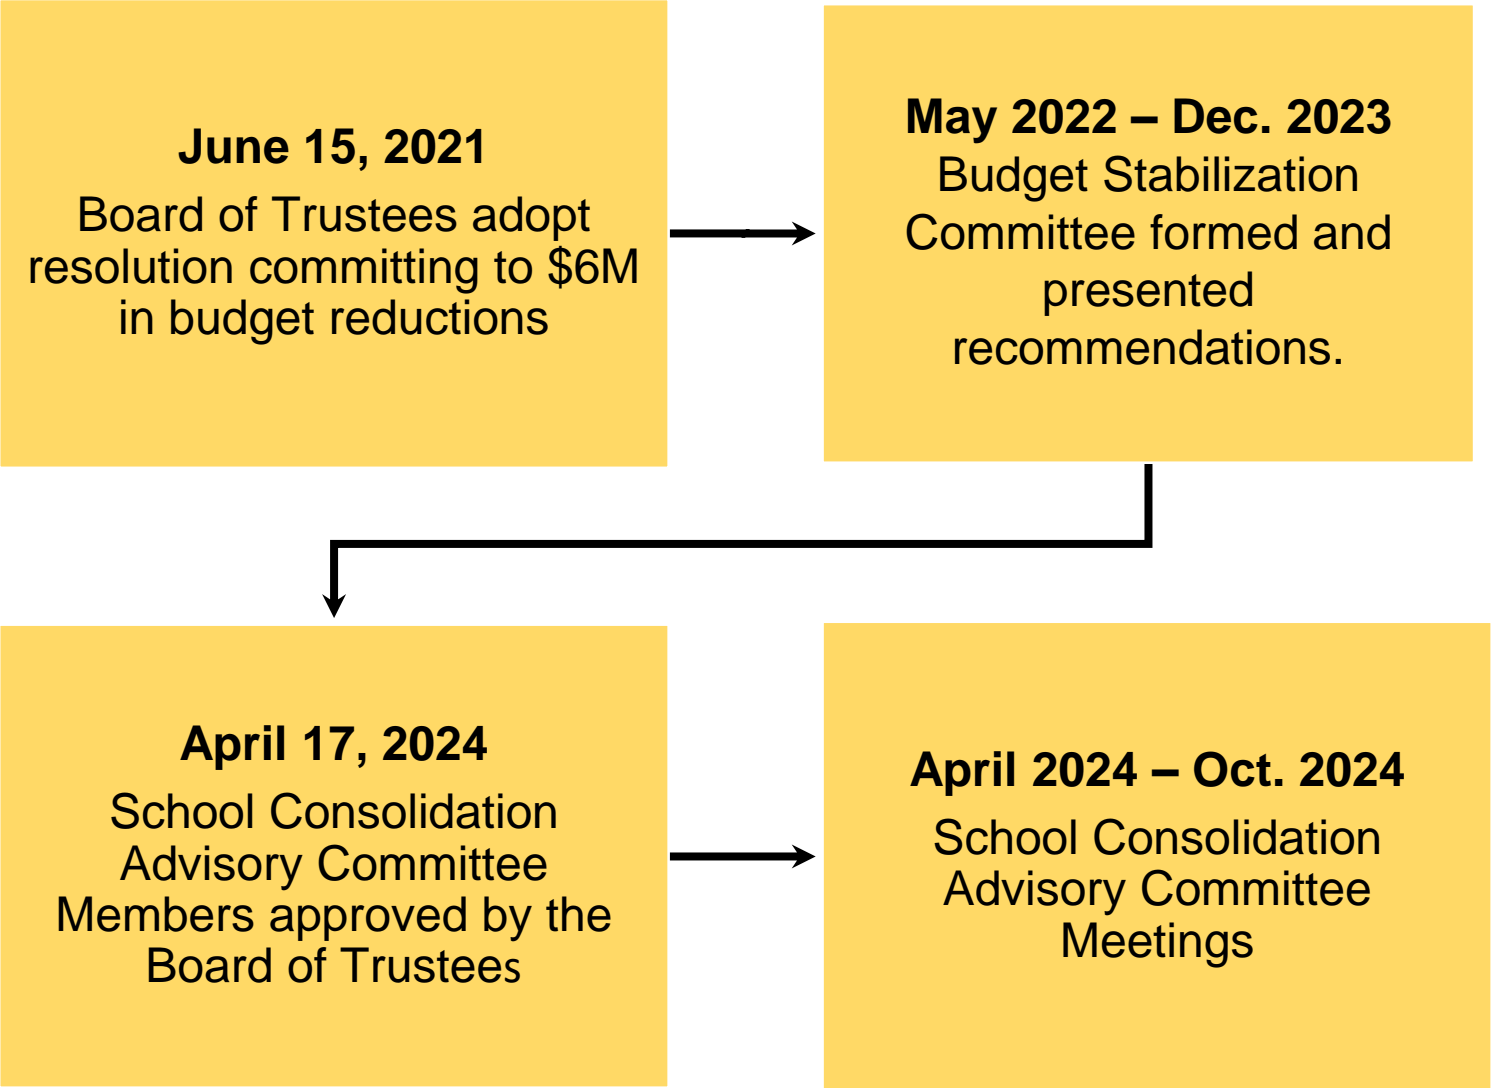 June 15, 2021
Board of Trustees adopt
resolution committing to $6M
in budget reductions
May 2022 – Dec. 2023
Budget Stabilization
Committee formed and
presented
recommendations.
April 17, 2024
School Consolidation
Advisory Committee
Members approved by the
Board of Trustees
April 2024 – Oct. 2024
School Consolidation
Advisory Committee
Meetings